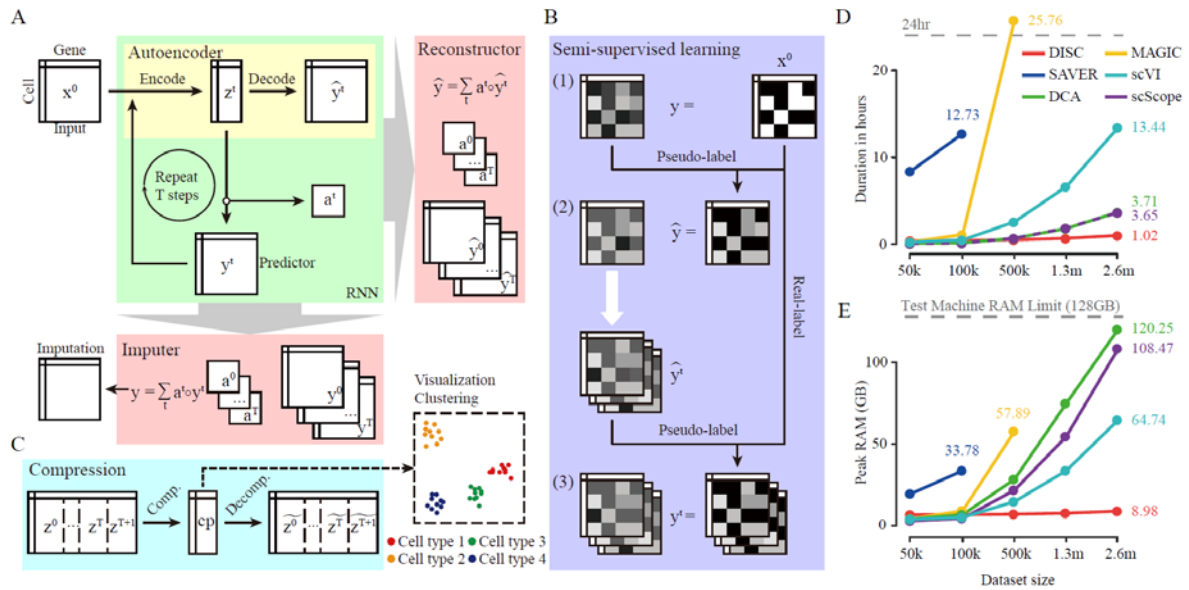 A
Gene
Cell
x⁰
Input
Autoencoder
Encode
zᵗ
Decode
ŷᵗ
Repeat
T steps
aᵗ
yᵗ
Predictor
RNN
Reconstructor
ŷ = ∑ aᵗ∘ŷᵗ
t
a⁰
...
aᵀ
ŷ⁰
...
ŷᵀ
Imputation
Imputer
y = ∑ aᵗ∘yᵗ
t
a⁰
...
aᵀ
y⁰
...
yᵀ
C
Compression
z⁰ ... zᵀ zᵀ⁺¹
Comp.
cp
Decomp.
z̃⁰ ... z̃ᵀ z̃ᵀ⁺¹
Visualization
Clustering
Cell type 1
Cell type 3
Cell type 2
Cell type 4
B
Semi-supervised learning
x⁰
(1)
y =
Pseudo-label
(2)
ŷ =
Real-label
ŷᵗ
Pseudo-label
(3)
yᵗ =
D
24hr
25.76
DISC
MAGIC
SAVER
scVI
DCA
scScope
12.73
13.44
3.71
3.65
1.02
Duration in hours
20
10
0
50k 100k 500k 1.3m 2.6m
E
Test Machine RAM Limit (128GB)
120.25
108.47
57.89
64.74
33.78
8.98
Peak RAM (GB)
100
50
0
50k 100k 500k 1.3m 2.6m
Dataset size